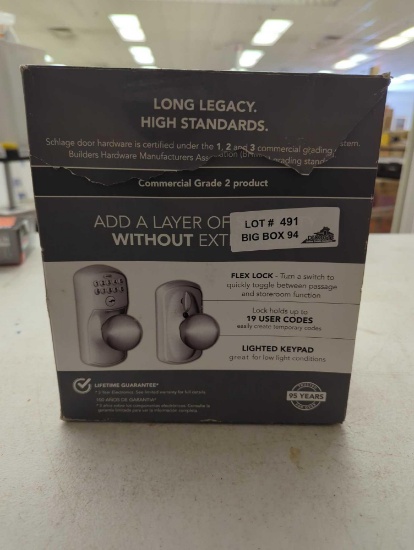 LONG LEGACY.
HIGH STANDARDS.
Schlage door hardware is certified under the 1, 2 and 3 commercial grading
Builders Hardware Manufacturers grading
Commercial Grade 2 product
ADD A LAYER OF
WITHOUT EXT
LOT # 491
BIG BOX 94
FLEX LOCK - Turn a switch to
quickly toggle between passage
and storeroom function
Lock holds up to
19 USER CODES
easily create temporary codes
LIGHTED KEYPAD
great for low light conditions
LIFETIME GUARANTEE*
95 YEARS